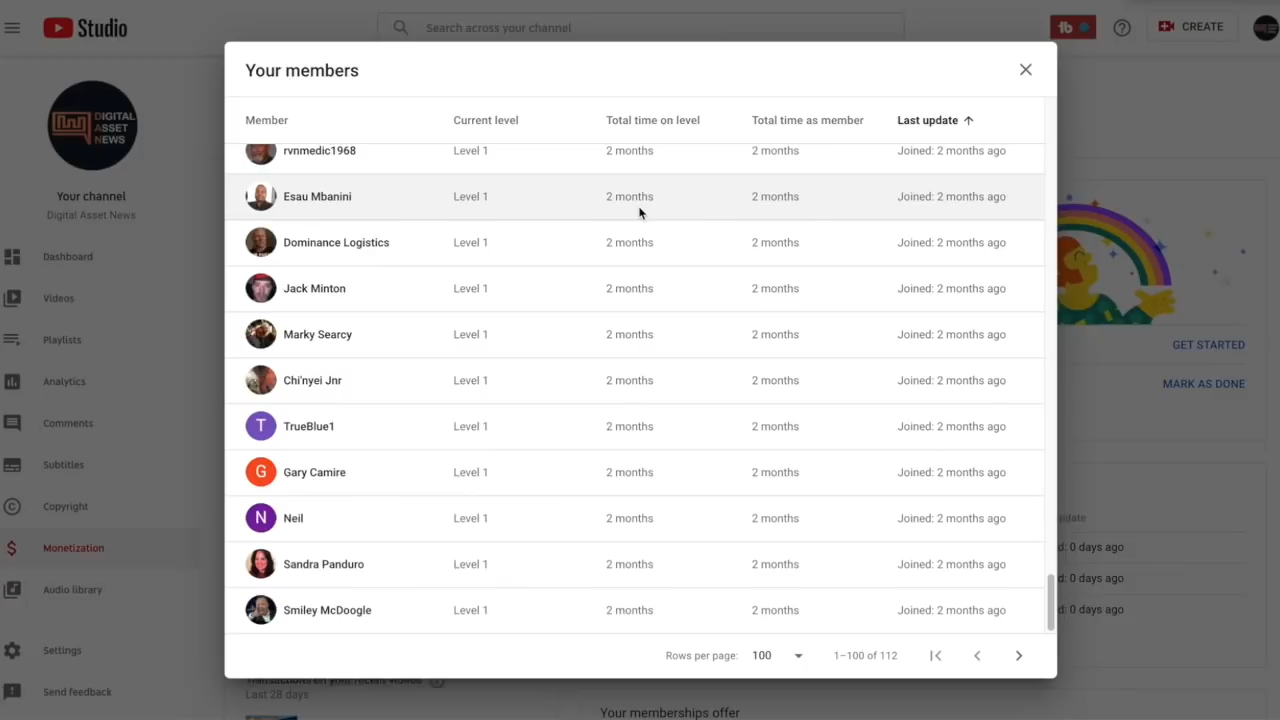 Studio
Search across your channel
CREATE
DIGITAL
ASSET
NEWS
Your channel
Digital Asset News
Dashboard
Videos
Playlists
Analytics
Comments
Subtitles
Copyright
Monetization
Audio library
Settings
Send feedback
Your members
Member Current level Total time on level Total time as member Last update
rvnmedic1968 Level 1 2 months 2 months Joined: 2 months ago
Esau Mbanini Level 1 2 months 2 months Joined: 2 months ago
Dominance Logistics Level 1 2 months 2 months Joined: 2 months ago
Jack Minton Level 1 2 months 2 months Joined: 2 months ago
Marky Searcy Level 1 2 months 2 months Joined: 2 months ago
Chi'nyei Jnr Level 1 2 months 2 months Joined: 2 months ago
T TrueBlue1 Level 1 2 months 2 months Joined: 2 months ago
G Gary Camire Level 1 2 months 2 months Joined: 2 months ago
N Neil Level 1 2 months 2 months Joined: 2 months ago
Sandra Panduro Level 1 2 months 2 months Joined: 2 months ago
Smiley McDoogle Level 1 2 months 2 months Joined: 2 months ago
Rows per page: 100 1–100 of 112
GET STARTED
MARK AS DONE
d: 0 days ago
d: 0 days ago
d: 0 days ago
Last 28 days
Your memberships offer